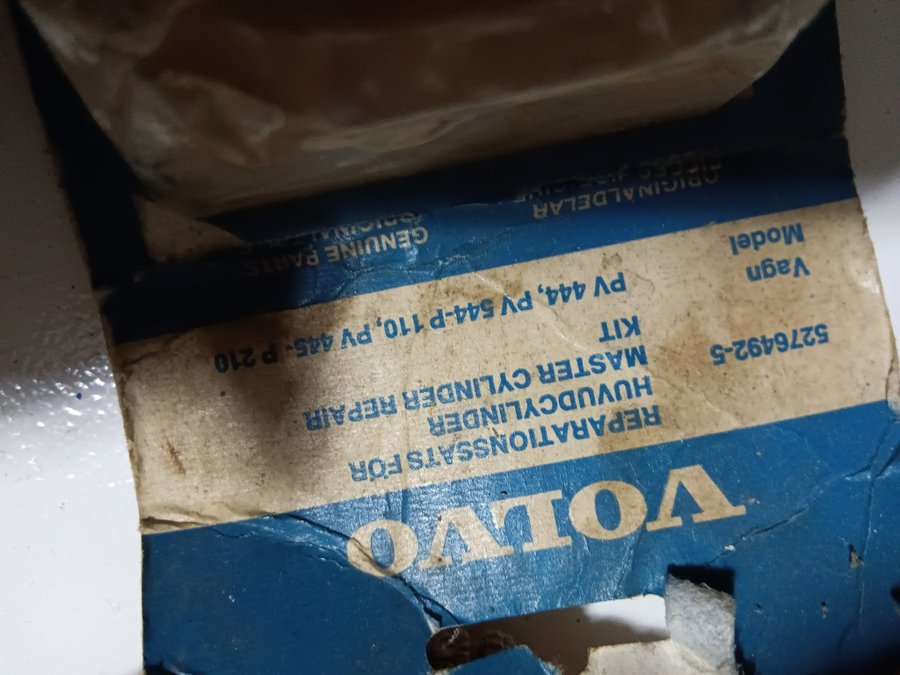 VOLVO
REPARATIONSSATS FÖR
HUVUDCYLINDER
5276492-5 MASTER CYLINDER REPAIR
KIT
Vagn PV 444, PV 544-P 110, PV 445- P 210
Model
ORIGINALDELAR GENUINE PARTS